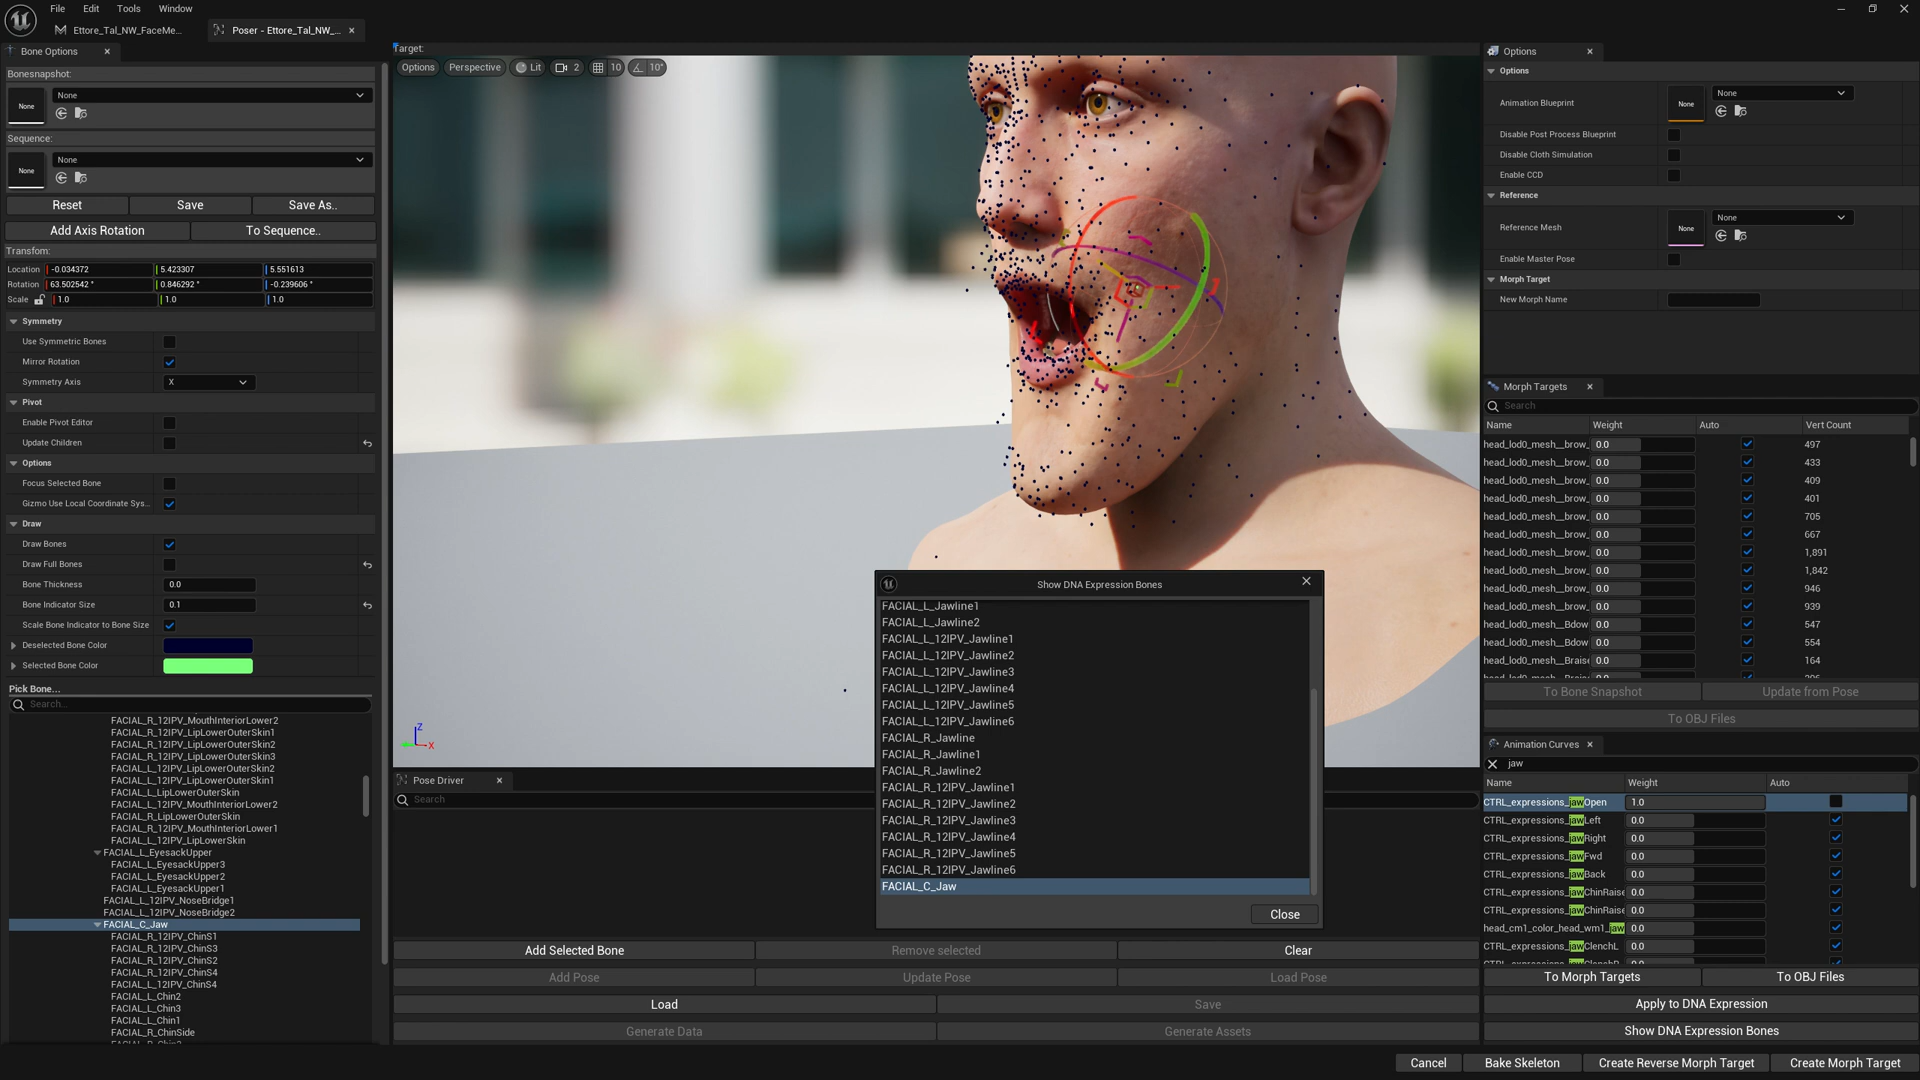 File Edit Tools Window
Ettore_Tal_NW_FaceMe...
Poser - Ettore_Tal_NW_...
Bone Options
Bonesnapshot:
None
None
Sequence:
None
None
Reset Save Save As..
Add Axis Rotation To Sequence..
Transform:
Location -0.034372 5.423307 5.551613
Rotation 63.502542 ° 0.846292 ° -0.239606 °
Scale 1.0 1.0 1.0
Symmetry
Use Symmetric Bones
Mirror Rotation
Symmetry Axis X
Pivot
Enable Pivot Editor
Update Children
Options
Focus Selected Bone
Gizmo Use Local Coordinate Sys...
Draw
Draw Bones
Draw Full Bones
Bone Thickness 0.0
Bone Indicator Size 0.1
Scale Bone Indicator to Bone Size
Deselected Bone Color
Selected Bone Color
Pick Bone...
Search...
FACIAL_R_12IPV_MouthInteriorLower2
FACIAL_R_12IPV_LipLowerOuterSkin1
FACIAL_R_12IPV_LipLowerOuterSkin2
FACIAL_R_12IPV_LipLowerOuterSkin3
FACIAL_L_12IPV_LipLowerOuterSkin2
FACIAL_L_12IPV_LipLowerOuterSkin1
FACIAL_L_LipLowerOuterSkin
FACIAL_L_12IPV_MouthInteriorLower2
FACIAL_R_LipLowerOuterSkin
FACIAL_R_12IPV_MouthInteriorLower1
FACIAL_L_12IPV_LipLowerSkin
FACIAL_L_EyesackUpper
FACIAL_L_EyesackUpper3
FACIAL_L_EyesackUpper2
FACIAL_L_EyesackUpper1
FACIAL_L_12IPV_NoseBridge1
FACIAL_L_12IPV_NoseBridge2
FACIAL_C_Jaw
FACIAL_R_12IPV_ChinS1
FACIAL_R_12IPV_ChinS3
FACIAL_R_12IPV_ChinS2
FACIAL_R_12IPV_ChinS4
FACIAL_L_12IPV_ChinS4
FACIAL_L_Chin2
FACIAL_L_Chin3
FACIAL_L_Chin1
FACIAL_R_ChinSide
Target:
Options Perspective Lit 2 10 10°
Z
X
Show DNA Expression Bones
FACIAL_L_Jawline1
FACIAL_L_Jawline2
FACIAL_L_12IPV_Jawline1
FACIAL_L_12IPV_Jawline2
FACIAL_L_12IPV_Jawline3
FACIAL_L_12IPV_Jawline4
FACIAL_L_12IPV_Jawline5
FACIAL_L_12IPV_Jawline6
FACIAL_R_Jawline
FACIAL_R_Jawline1
FACIAL_R_Jawline2
FACIAL_R_12IPV_Jawline1
FACIAL_R_12IPV_Jawline2
FACIAL_R_12IPV_Jawline3
FACIAL_R_12IPV_Jawline4
FACIAL_R_12IPV_Jawline5
FACIAL_R_12IPV_Jawline6
FACIAL_C_Jaw
Close
Pose Driver
Search
Add Selected Bone Remove selected Clear
Add Pose Update Pose Load Pose
Load Save
Generate Data Generate Assets
Options
Options
Animation Blueprint None None
Disable Post Process Blueprint
Disable Cloth Simulation
Enable CCD
Reference
Reference Mesh None None
Enable Master Pose
Morph Target
New Morph Name
Morph Targets
Search
Name Weight Auto Vert Count
head_lod0_mesh__brow_ 0.0 497
head_lod0_mesh__brow_ 0.0 433
head_lod0_mesh__brow_ 0.0 409
head_lod0_mesh__brow_ 0.0 401
head_lod0_mesh__brow_ 0.0 705
head_lod0_mesh__brow_ 0.0 667
head_lod0_mesh__brow_ 0.0 1,891
head_lod0_mesh__brow_ 0.0 1,842
head_lod0_mesh__brow_ 0.0 946
head_lod0_mesh__brow_ 0.0 939
head_lod0_mesh__Bdow 0.0 547
head_lod0_mesh__Bdow 0.0 554
head_lod0_mesh__Braise 0.0 164
To Bone Snapshot Update from Pose
To OBJ Files
Animation Curves
jaw
Name Weight Auto
CTRL_expressions_jawOpen 1.0
CTRL_expressions_jawLeft 0.0
CTRL_expressions_jawRight 0.0
CTRL_expressions_jawFwd 0.0
CTRL_expressions_jawBack 0.0
CTRL_expressions_jawChinRaise 0.0
CTRL_expressions_jawChinRaise 0.0
head_cm1_color_head_wm1_jaw 0.0
CTRL_expressions_jawClenchL 0.0
To Morph Targets To OBJ Files
Apply to DNA Expression
Show DNA Expression Bones
Cancel Bake Skeleton Create Reverse Morph Target Create Morph Target